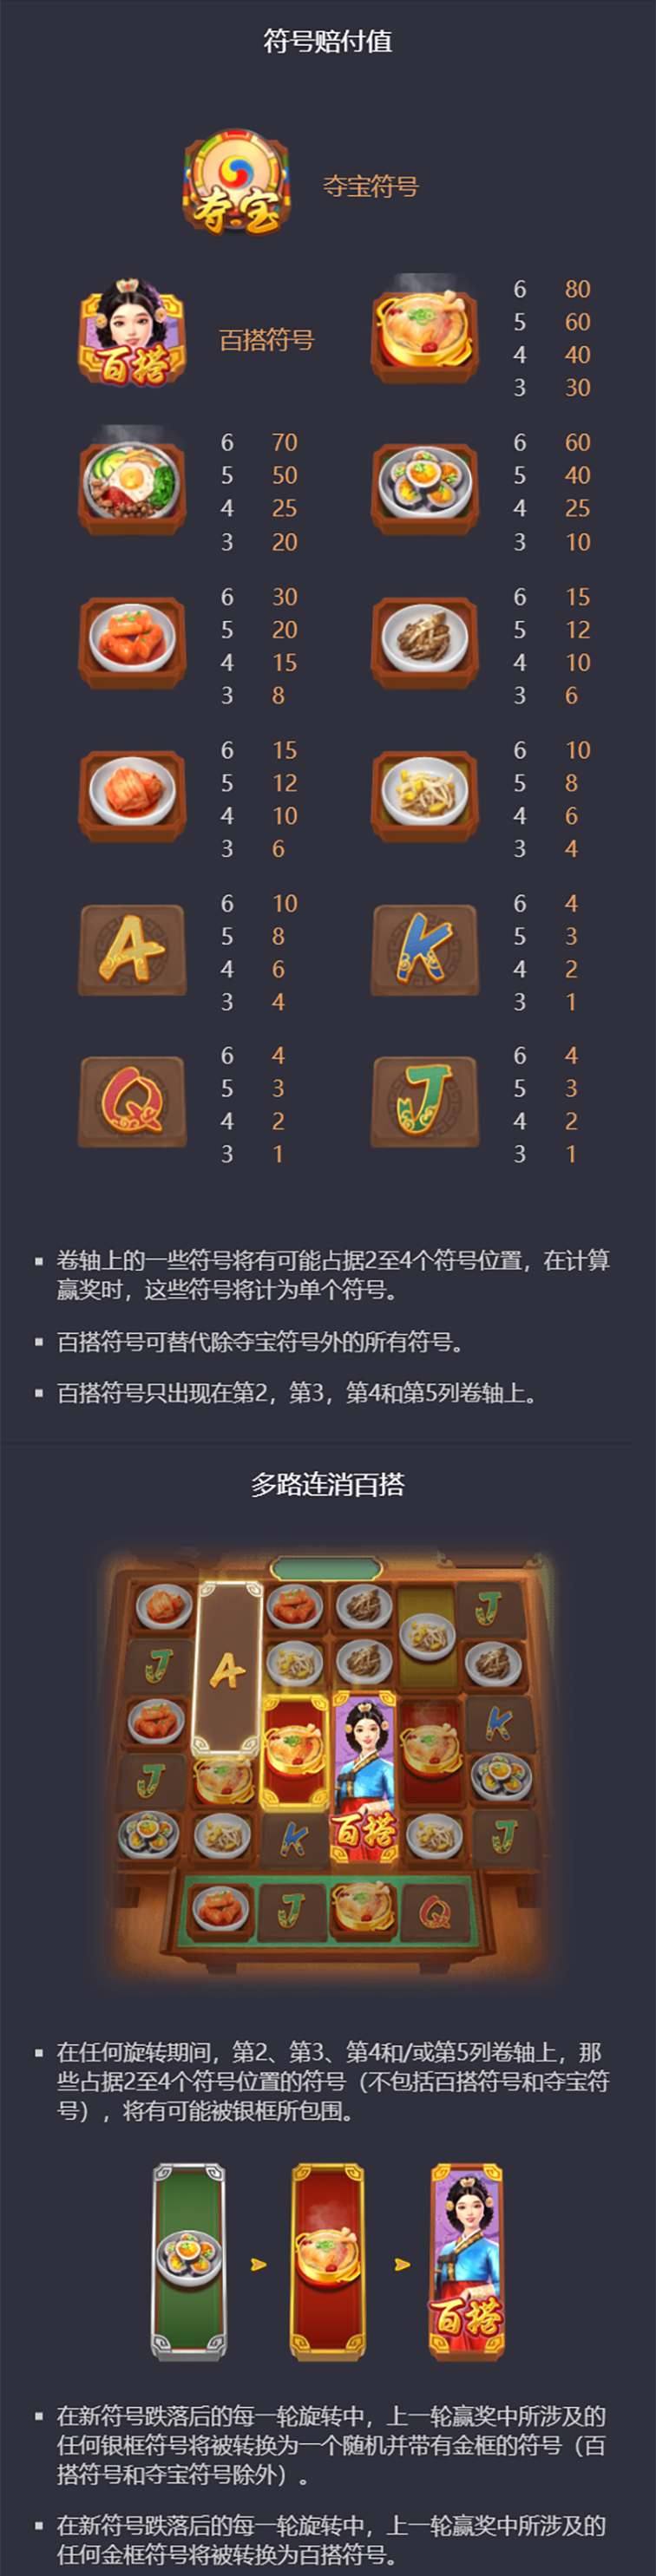 符号赔付值
夺宝
夺宝符号
百搭
百搭符号
6 80
5 60
4 40
3 30
6 70
5 50
4 25
3 20
6 60
5 40
4 25
3 10
6 30
5 20
4 15
3 8
6 15
5 12
4 10
3 6
6 15
5 12
4 10
3 6
6 10
5 8
6 6
3 4
A
6 10
5 8
4 6
3 4
K
6 4
5 3
4 2
3 1
Q
6 4
5 3
4 2
3 1
J
6 4
5 3
4 2
3 1
▪ 卷轴上的一些符号将有可能占据2至4个符号位置，在计算
赢奖时，这些符号将计为单个符号。
▪ 百搭符号可替代除夺宝符号外的所有符号。
▪ 百搭符号只出现在第2，第3，第4和第5列卷轴上。
多路连消百搭
J
J
A
K
J
百搭
K
J
J
Q
▪ 在任何旋转期间，第2、第3、第4和/或第5列卷轴上，那
些占据2至4个符号位置的符号（不包括百搭符号和夺宝符
号），将有可能被银框所包围。
百搭
▪ 在新符号跌落后的每一轮旋转中，上一轮赢奖中所涉及的
任何银框符号将被转换为一个随机并带有金框的符号（百
搭符号和夺宝符号除外）。
▪ 在新符号跌落后的每一轮旋转中，上一轮赢奖中所涉及的
任何金框符号将被转换为百搭符号。